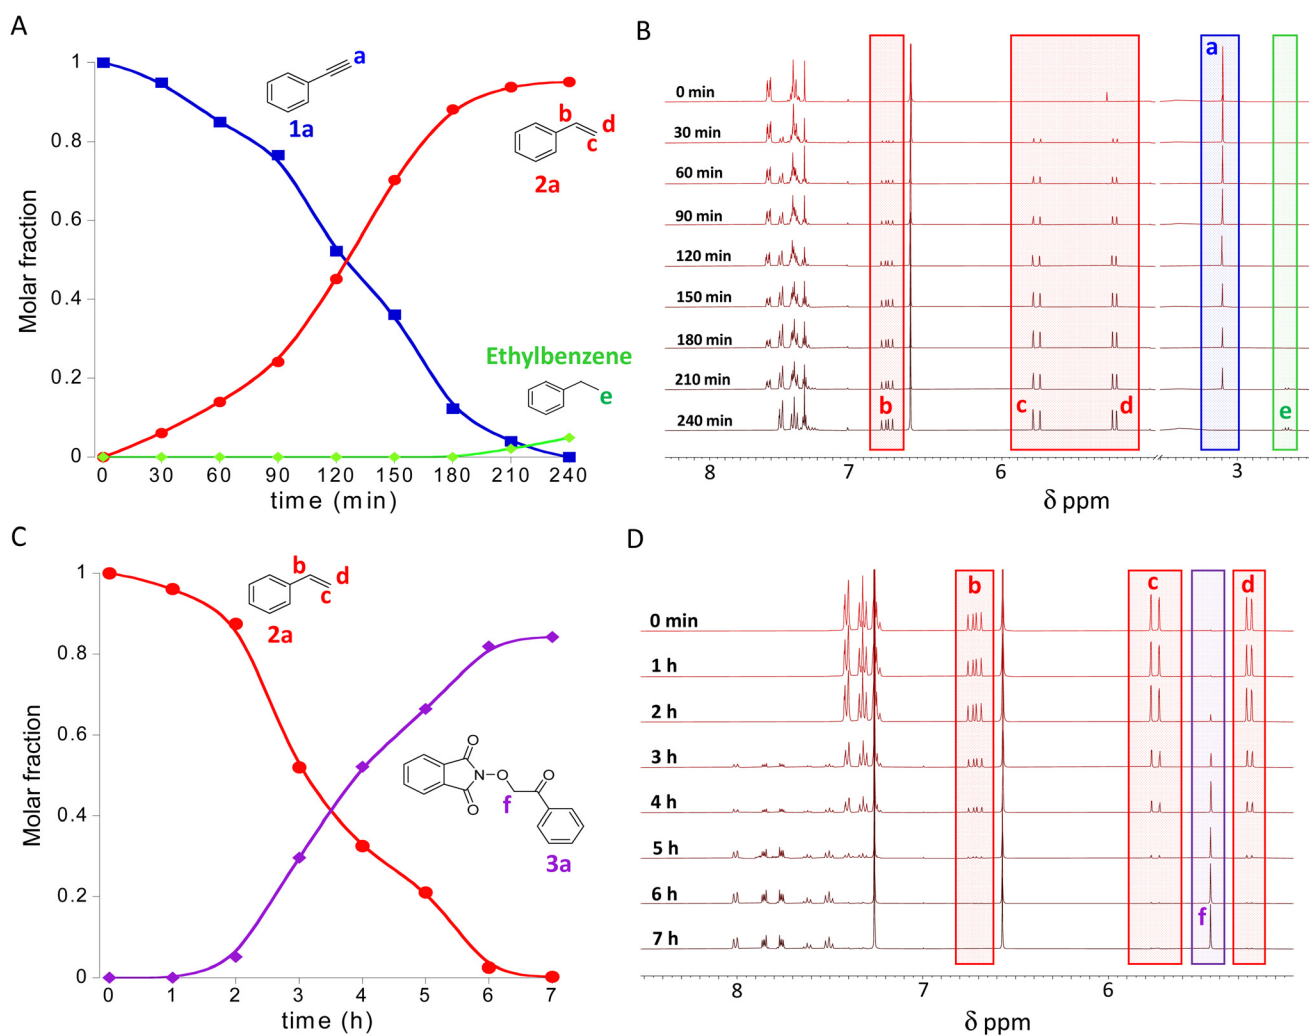 A
Molar fraction
1
0.8
0.6
0.4
0.2
0
0 30 60 90 120 150 180 210 240
time (min)
a
1a
b
d
c
2a
Ethylbenzene
e
B
0 min
30 min
60 min
90 min
120 min
150 min
180 min
210 min
240 min
b
c
d
a
e
8 7 6 3
δ ppm
C
Molar fraction
1
0.8
0.6
0.4
0.2
0
0 1 2 3 4 5 6 7
time (h)
b
d
c
2a
O
N
O
O
O
f
3a
D
0 min
1 h
2 h
3 h
4 h
5 h
6 h
7 h
b
c
f
d
8 7 6
δ ppm